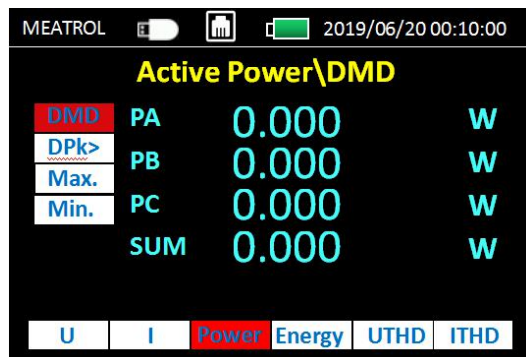 MEATROL 2019/06/20 00:10:00
Active Power\DMD
DMD PA 0.000 W
DPk>
PB 0.000 W
Max.
Min. PC 0.000 W
SUM 0.000 W
U I Power Energy UTHD ITHD